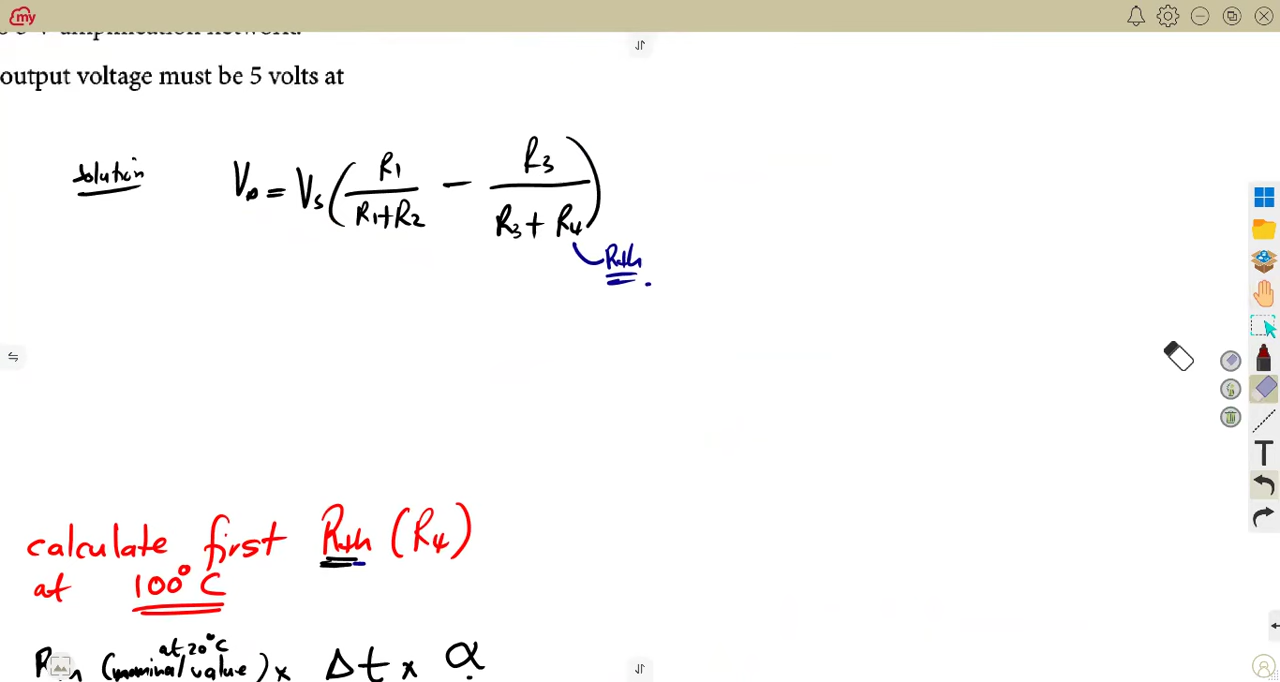 my
output voltage must be 5 volts at
solution
V₀ = Vs ( R1 / (R1+R2) − R3 / (R3 + R4) )
Rth
calculate first Rth (R4)
at 100°C
at 20°C
(nominal value) x Δt x α
T